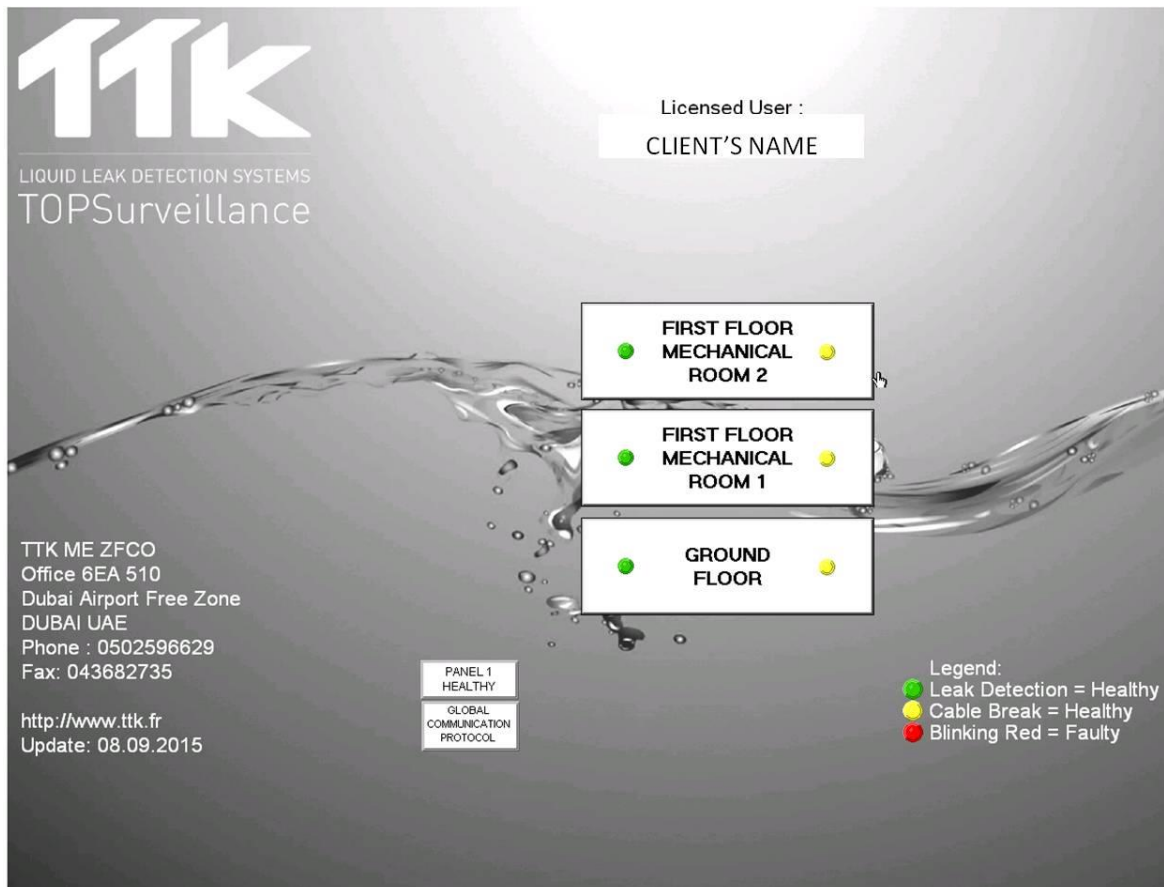 TTK
LIQUID LEAK DETECTION SYSTEMS
TOPSurveillance
Licensed User :
CLIENT'S NAME
FIRST FLOOR
MECHANICAL
ROOM 2
FIRST FLOOR
MECHANICAL
ROOM 1
GROUND
FLOOR
TTK ME ZFCO
Office 6EA 510
Dubai Airport Free Zone
DUBAI UAE
Phone : 0502596629
Fax: 043682735
http://www.ttk.fr
Update: 08.09.2015
PANEL 1
HEALTHY
GLOBAL
COMMUNICATION
PROTOCOL
Legend:
Leak Detection = Healthy
Cable Break = Healthy
Blinking Red = Faulty